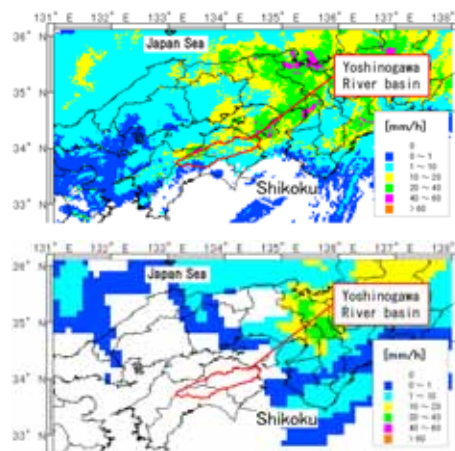 131 E 132 E 133 E 134 E 135 E 136 E 137 E 138 E
36 N
35 N
34 N
33 N
Japan Sea
Yoshinogawa
River basin
Shikoku
[mm/h]
0
0～1
1～10
10～20
20～40
40～60
>60
131 E 132 E 133 E 134 E 135 E 136 E 137 E 138 E
36 N
35 N
34 N
33 N
Japan Sea
Yoshinogawa
River basin
Shikoku
[mm/h]
0
0～1
1～10
10～20
20～40
40～60
>60